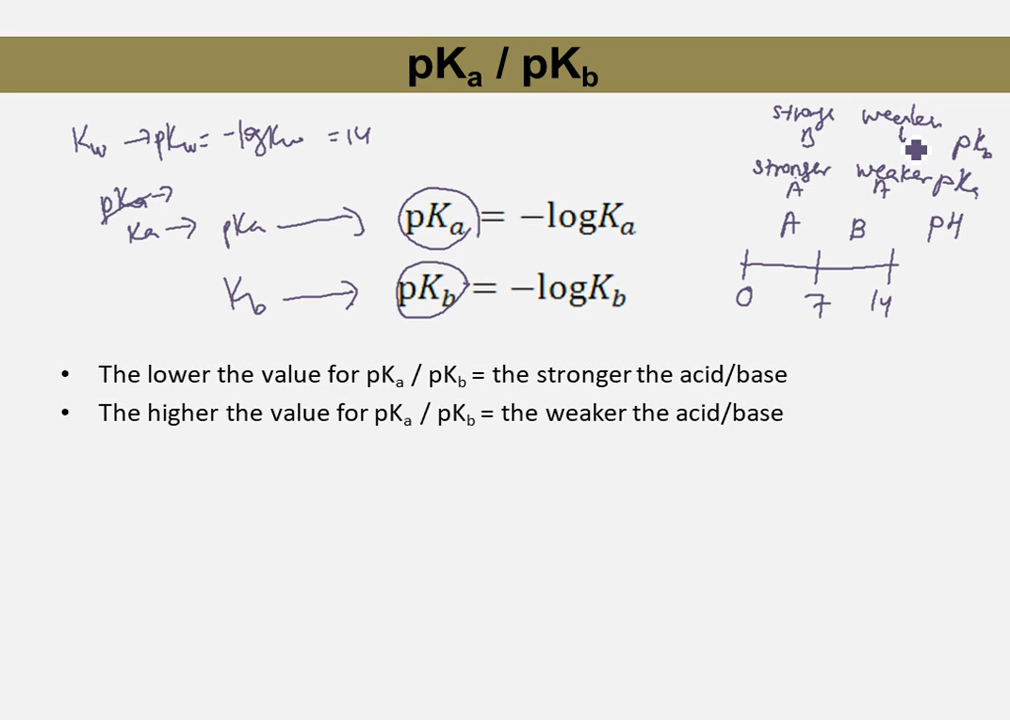 pKa / pKb
Kw → pKw = -logKw = 14
Ka → pKa → pKa = −logKa
Kb → pKb = −logKb
B pKb
stronger A weaker A pKa
A B pH
0 7 14
• The lower the value for pKa / pKb = the stronger the acid/base
• The higher the value for pKa / pKb = the weaker the acid/base